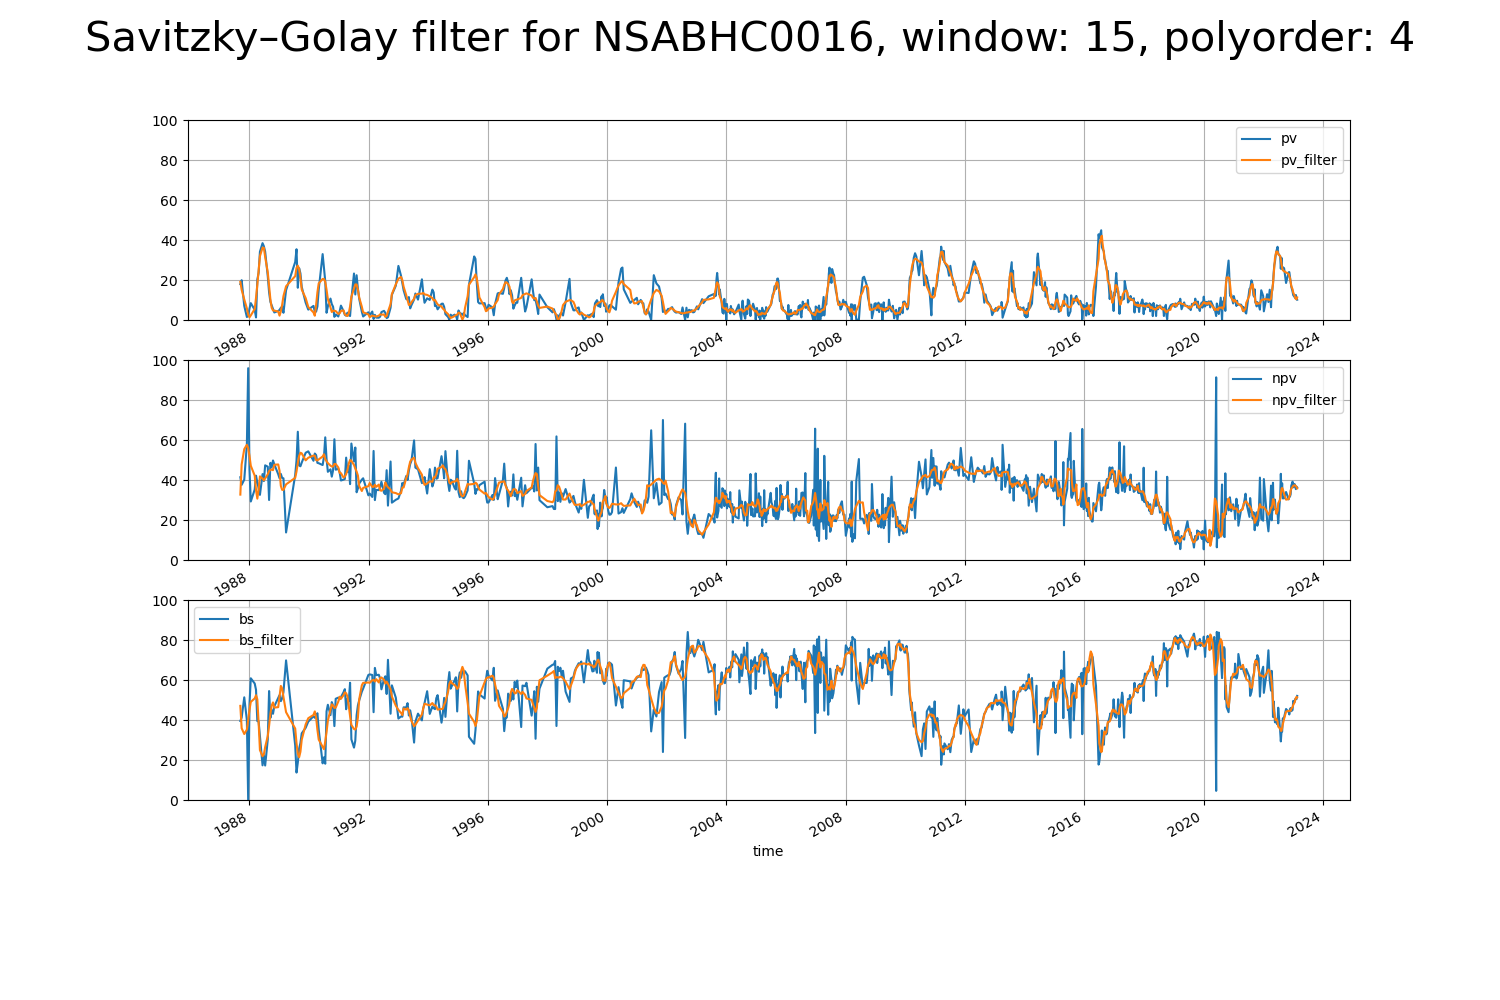 Savitzky–Golay filter for NSABHC0016, window: 15, polyorder: 4
100
80
60
40
20
0
pv
pv_filter
1988 1992 1996 2000 2004 2008 2012 2016 2020 2024
100
80
60
40
20
0
npv
npv_filter
1988 1992 1996 2000 2004 2008 2012 2016 2020 2024
100
80
60
40
20
0
bs
bs_filter
1988 1992 1996 2000 2004 2008 2012 2016 2020 2024
time